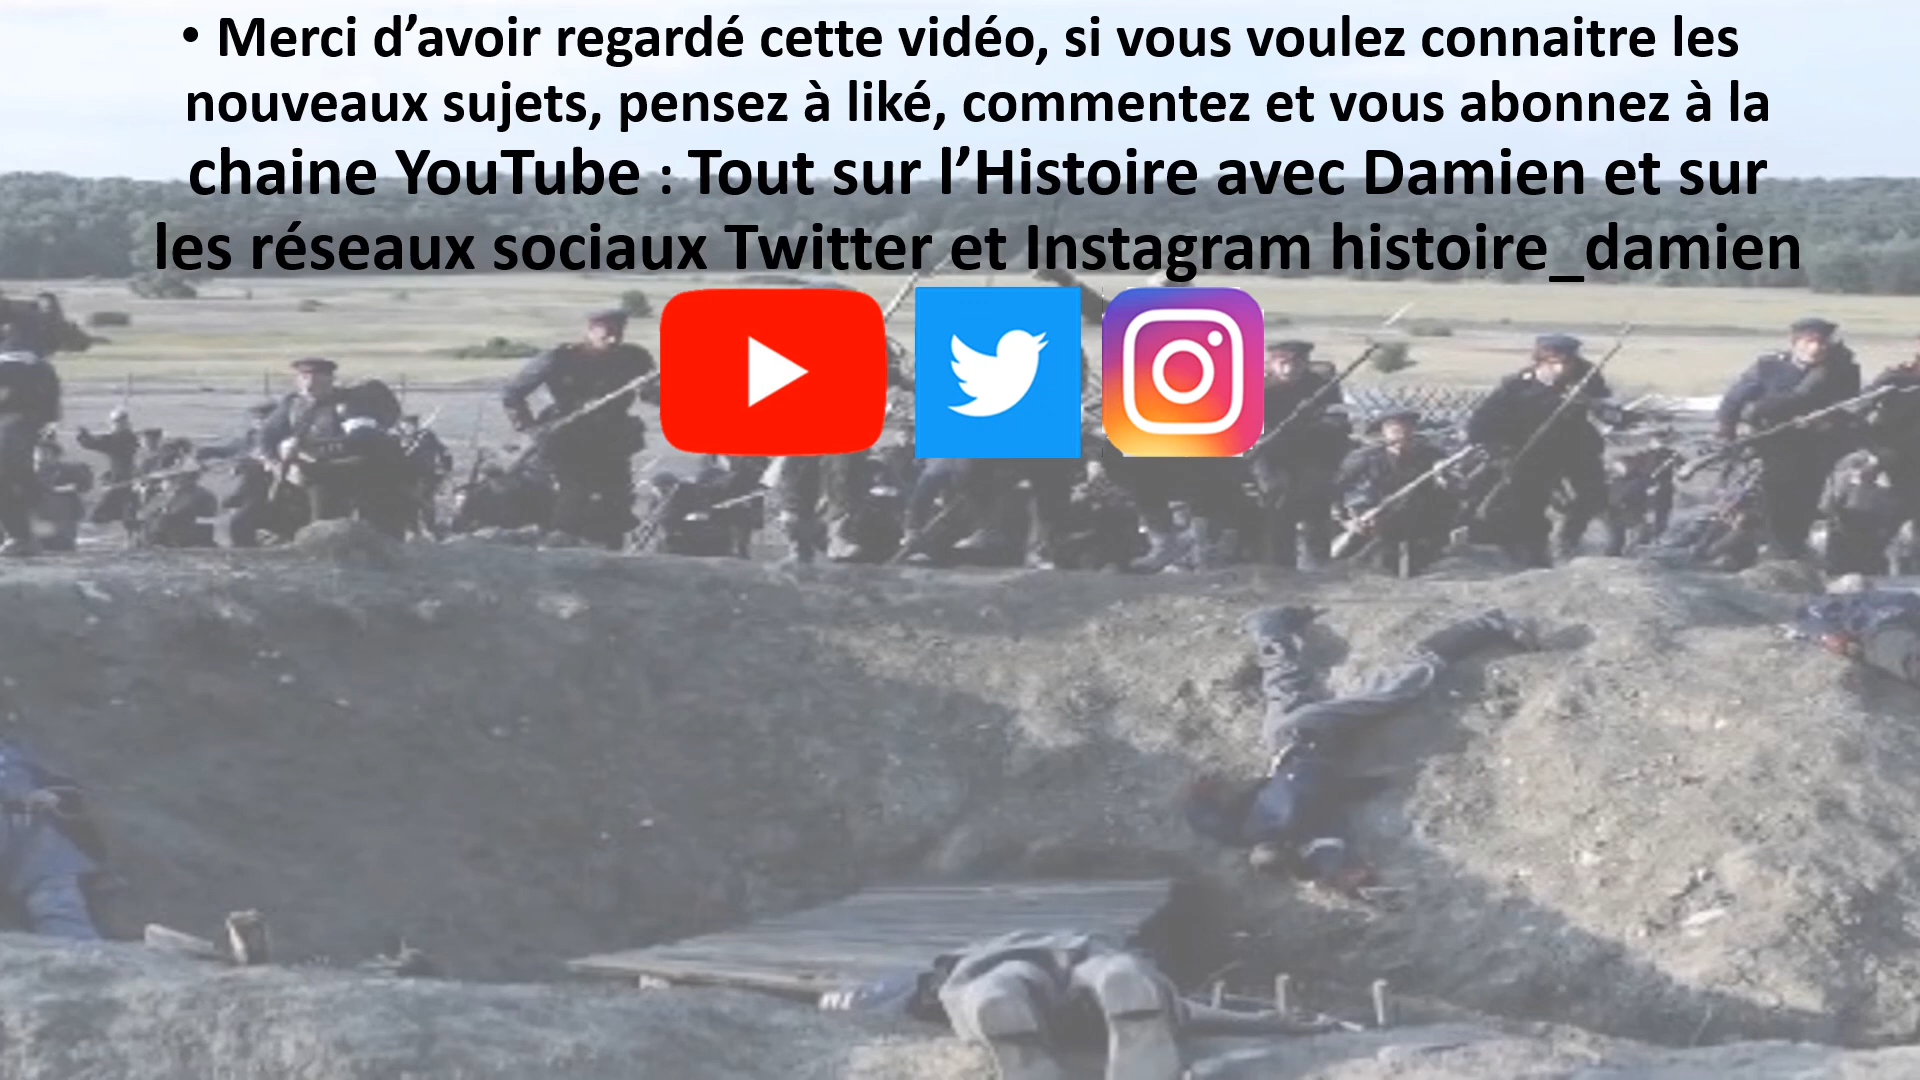 • Merci d’avoir regardé cette vidéo, si vous voulez connaitre les
nouveaux sujets, pensez à liké, commentez et vous abonnez à la
chaine YouTube : Tout sur l’Histoire avec Damien et sur
les réseaux sociaux Twitter et Instagram histoire_damien